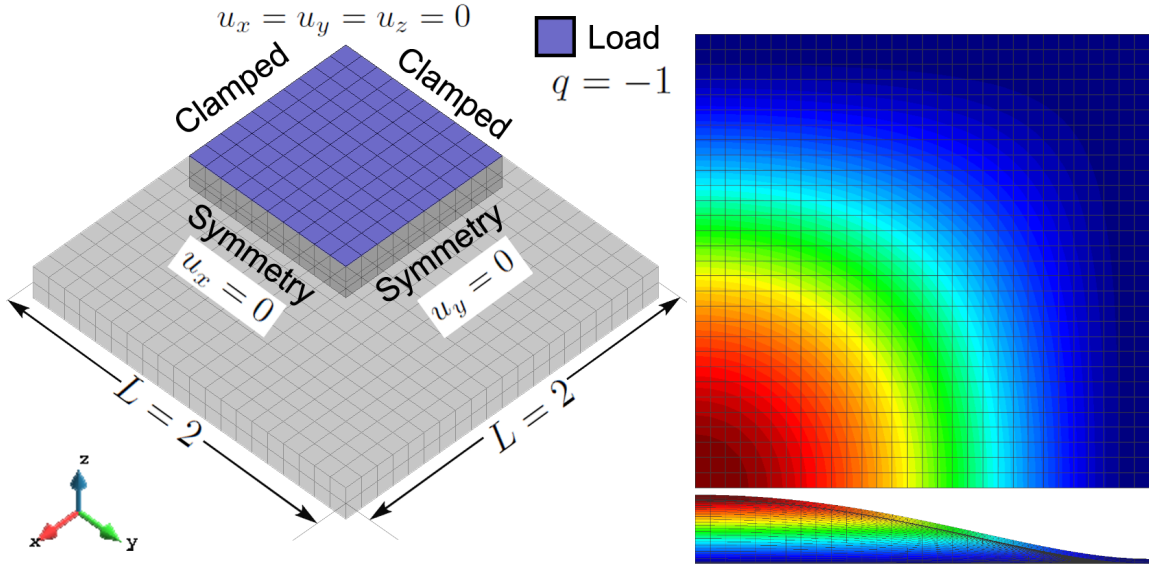 u_x = u_y = u_z = 0
Clamped
Clamped
Load
q = −1
Symmetry
u_x = 0
Symmetry
u_y = 0
L = 2
L = 2
z
x
y